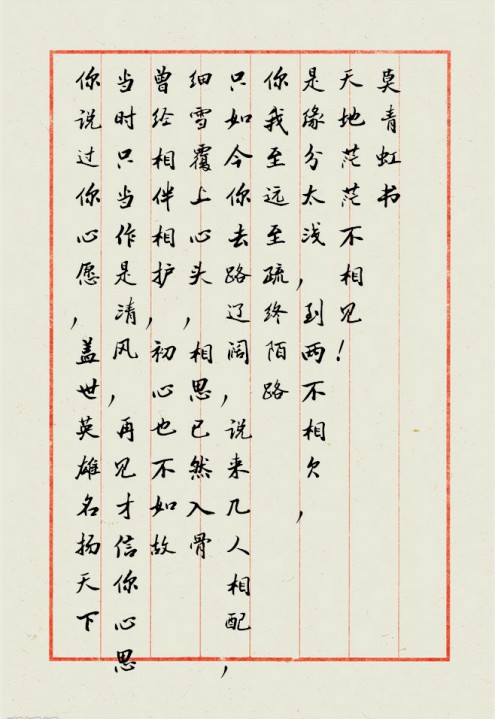 你说过你心愿，盖世英雄名扬天下
当时只当作是清风，再见才信你心思
曾经相伴相护，初心也不如故
细雪覆上心头，相思已然入骨
只如今你去路辽阔，说来几人相配，
你我至远至疏终陌路
是缘分太浅，到两不相欠，
天地茫茫不相见！
莫青虹书